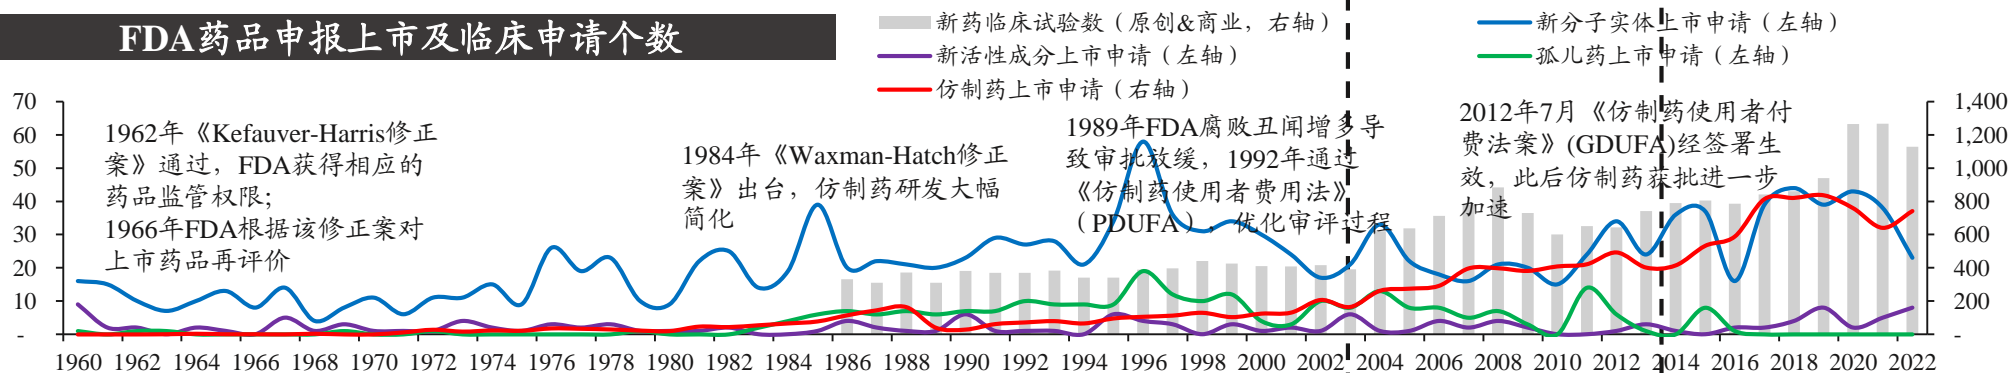 FDA药品申报上市及临床申请个数
新药临床试验数（原创&商业，右轴）
新分子实体上市申请（左轴）
新活性成分上市申请（左轴）
孤儿药上市申请（左轴）
仿制药上市申请（右轴）
70
60
50
40
30
20
10
-
1,400
1,200
1,000
800
600
400
200
-
1962年《Kefauver-Harris修正
案》通过，FDA获得相应的
药品监管权限；
1966年FDA根据该修正案对
上市药品再评价
1984年《Waxman-Hatch修正
案》出台，仿制药研发大幅
简化
1989年FDA腐败丑闻增多导
致审批放缓，1992年通过
《仿制药使用者费用法》
（PDUFA），优化审评过程
2012年7月《仿制药使用者付
费法案》(GDUFA)经签署生
效，此后仿制药获批进一步
加速
1960 1962 1964 1966 1968 1970 1972 1974 1976 1978 1980 1982 1984 1986 1988 1990 1992 1994 1996 1998 2000 2002 2004 2006 2008 2010 2012 2014 2016 2018 2020 2022